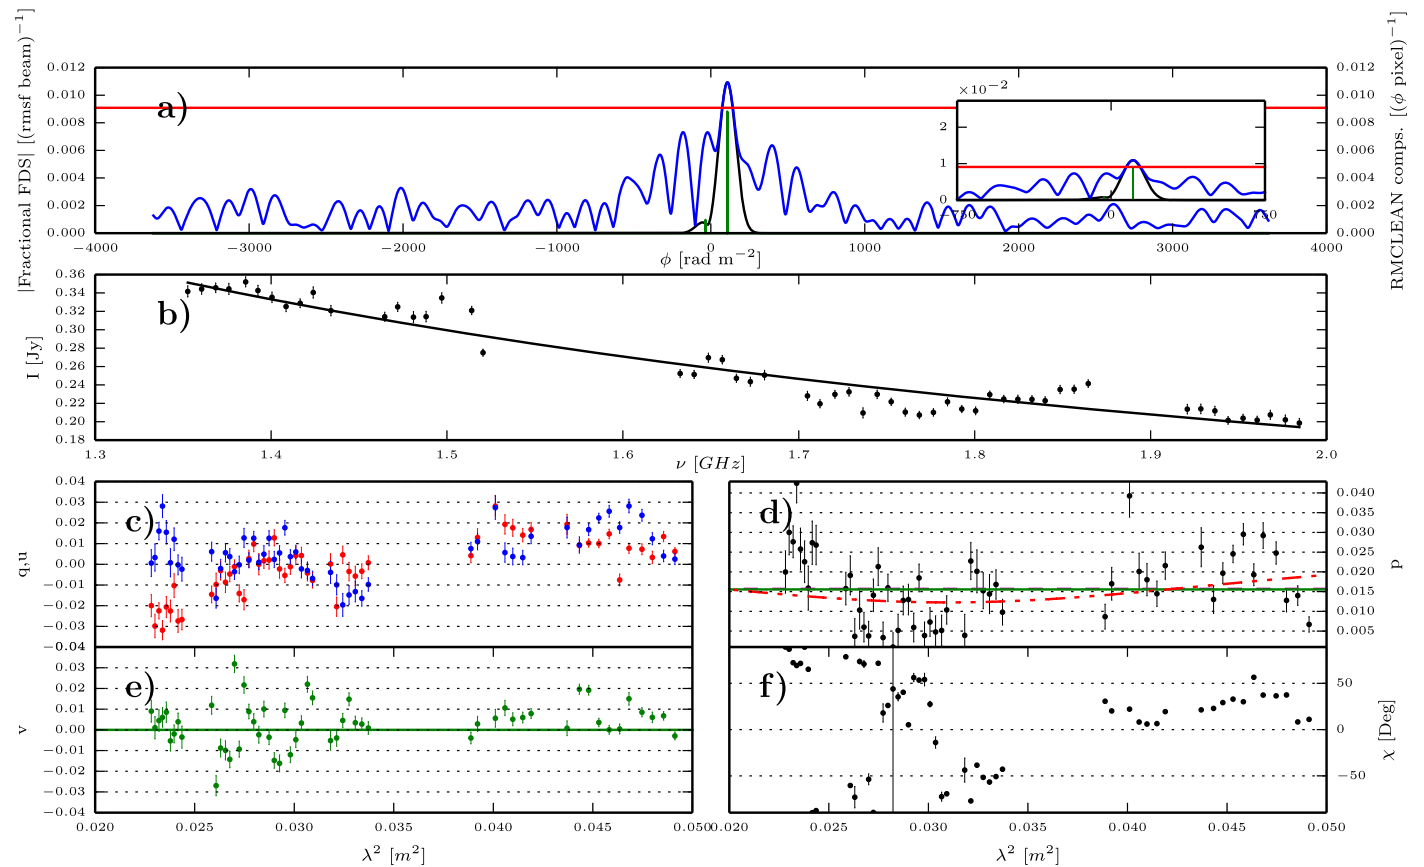 |Fractional FDS| [(rmsf beam)⁻¹]
RMCLEAN comps. [(ϕ pixel)⁻¹]
a)
0.012
0.010
0.008
0.006
0.004
0.002
0.000
0.012
0.010
0.008
0.006
0.004
0.002
0.000
×10⁻²
2
1
0
−750 0 750
−4000 −3000 −2000 −1000 0 1000 2000 3000 4000
ϕ [rad m⁻²]
b)
I [Jy]
0.36
0.34
0.32
0.30
0.28
0.26
0.24
0.22
0.20
0.18
1.3 1.4 1.5 1.6 1.7 1.8 1.9 2.0
ν [GHz]
c)
q,u
0.04
0.03
0.02
0.01
0.00
−0.01
−0.02
−0.03
−0.04
d)
p
0.040
0.035
0.030
0.025
0.020
0.015
0.010
0.005
e)
v
0.03
0.02
0.01
0.00
−0.01
−0.02
−0.03
−0.04
0.020 0.025 0.030 0.035 0.040 0.045 0.050
λ² [m²]
f)
χ [Deg]
50
0
−50
0.020 0.025 0.030 0.035 0.040 0.045 0.050
λ² [m²]